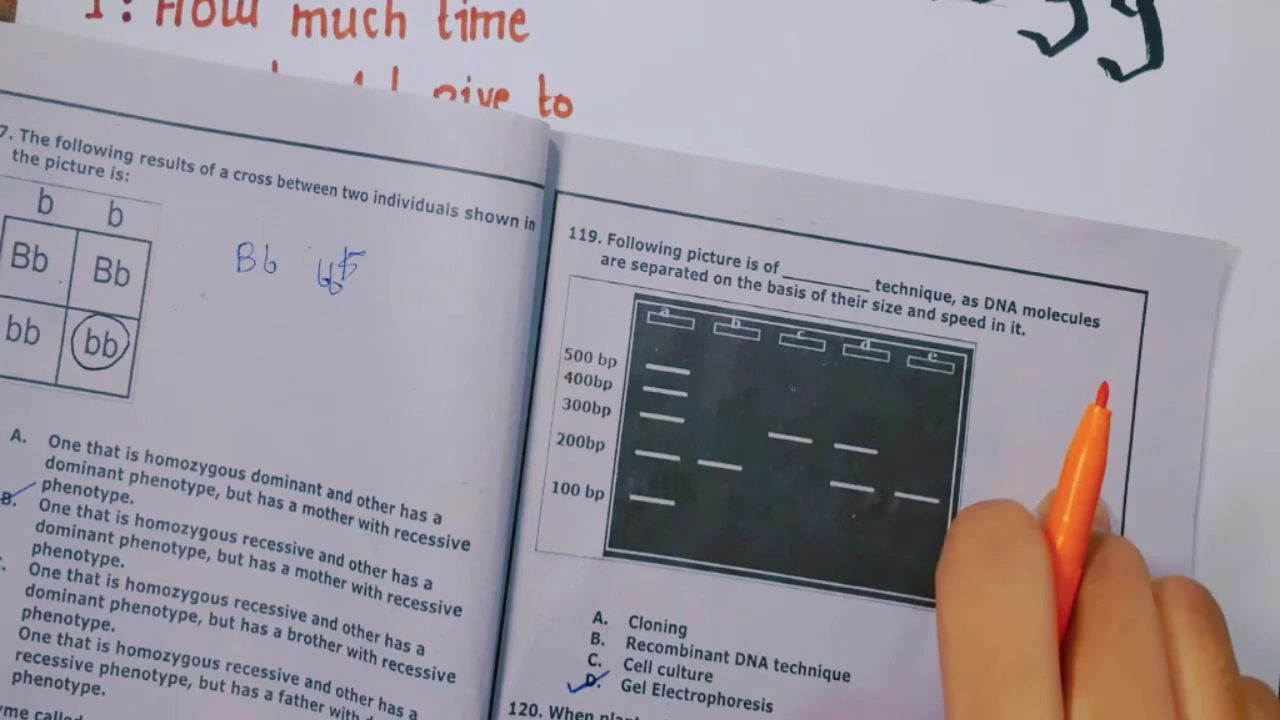 1: How much time
give to
7. The following results of a cross between two individuals shown in
the picture is:
b b
Bb Bb
bb bb
Bb
A. One that is homozygous dominant and other has a
dominant phenotype, but has a mother with recessive
phenotype.
B. One that is homozygous recessive and other has a
dominant phenotype, but has a mother with recessive
phenotype.
One that is homozygous recessive and other has a
dominant phenotype, but has a brother with recessive
phenotype.
One that is homozygous recessive and other has a
recessive phenotype, but has a father with
phenotype.
called
119. Following picture is of _________ technique, as DNA molecules
are separated on the basis of their size and speed in it.
a b c d e
500 bp
400bp
300bp
200bp
100 bp
A. Cloning
B. Recombinant DNA technique
C. Cell culture
D. Gel Electrophoresis
120. When